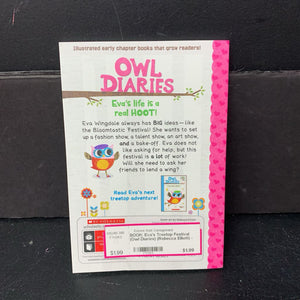 Illustrated early chapter books that grow readers!
OWL
DIARIES
Eva's life is a
real HOOT!
Eva Wingdale always has BIG ideas—like
the Bloomtastic Festival! She wants to set
up a fashion show, a talent show, an art show,
and a bake-off. Eva does not
like asking for help, but this
festival is a lot of work!
Will she need to ask her
friends to lend a wing?
Read Eva's next
treetop adventure!
SCHOLASTIC
BOOK: Eva's Treetop Festival
(Owl Diaries) (Rebecca Elliott) -
$1.99
$1.99